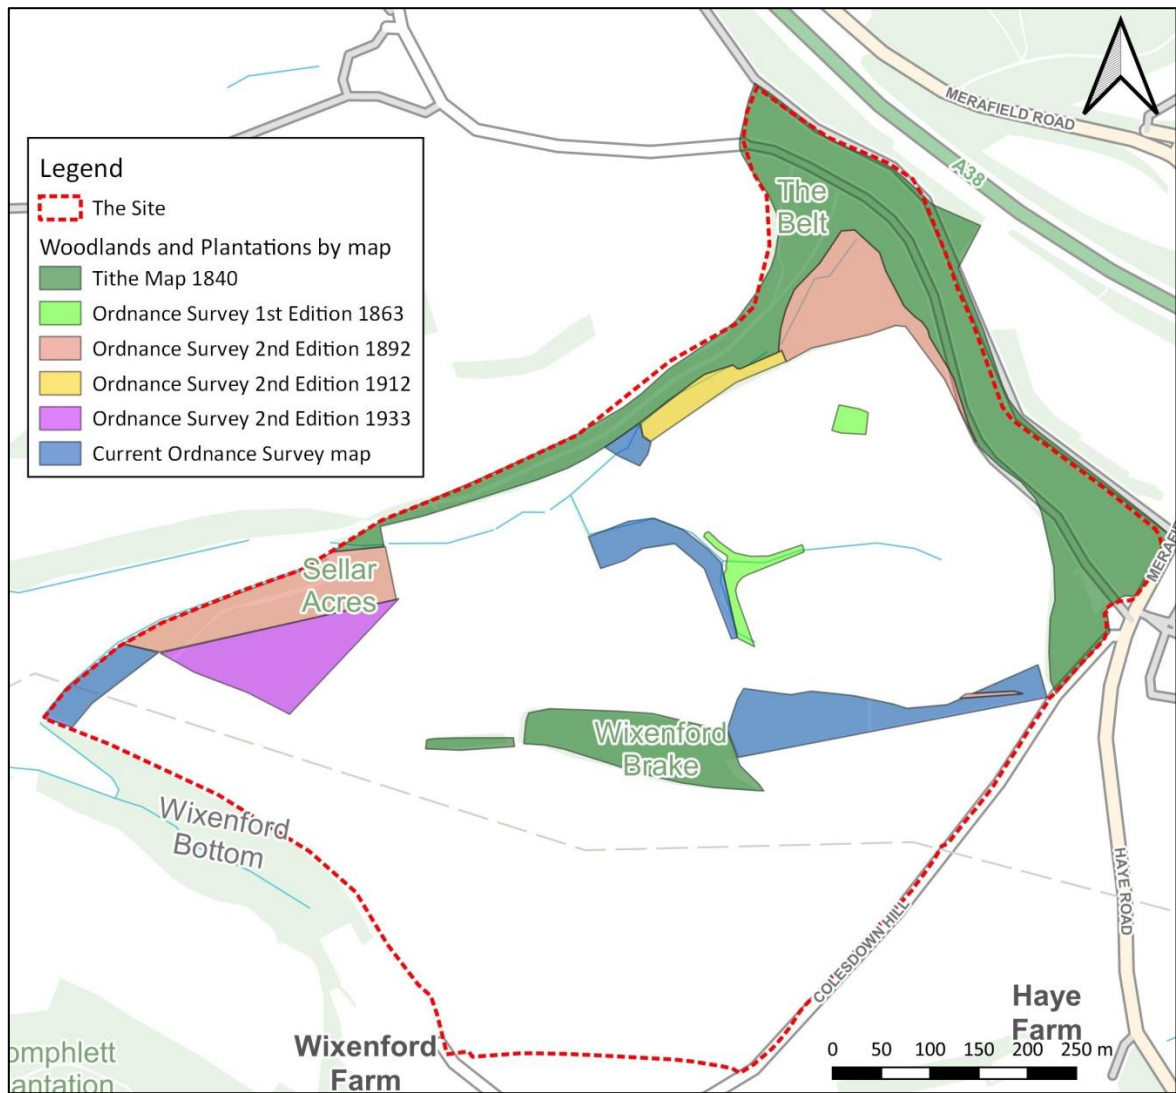 MERAFIELD ROAD
A38
Legend
The Site
Woodlands and Plantations by map
Tithe Map 1840
Ordnance Survey 1st Edition 1863
Ordnance Survey 2nd Edition 1892
Ordnance Survey 2nd Edition 1912
Ordnance Survey 2nd Edition 1933
Current Ordnance Survey map
The
Belt
MERAFI
Sellar
Acres
Wixenford
Brake
Wixenford
Bottom
HAYE ROAD
COLESDOWN HILL
Haye
Farm
Wixenford
Farm
omphlett
antation
0 50 100 150 200 250 m